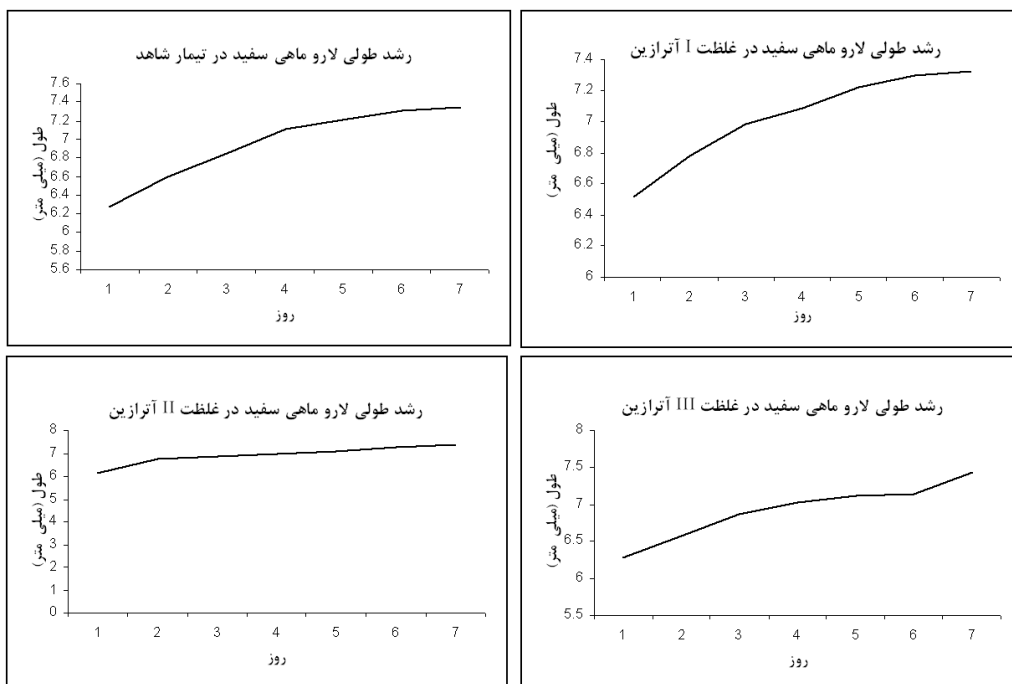 رشد طولی لارو ماهی سفید در تیمار شاهد
طول (میلی متر)
7.6
7.4
7.2
7
6.8
6.6
6.4
6.2
6
5.8
5.6
1 2 3 4 5 6 7
روز
رشد طولی لارو ماهی سفید در غلظت I آترازین
طول (میلی متر)
7.4
7.2
7
6.8
6.6
6.4
6.2
6
1 2 3 4 5 6 7
روز
رشد طولی لارو ماهی سفید در غلظت II آترازین
طول (میلی متر)
8
7
6
5
4
3
2
1
0
1 2 3 4 5 6 7
روز
رشد طولی لارو ماهی سفید در غلظت III آترازین
طول (میلی متر)
8
7.5
7
6.5
6
5.5
1 2 3 4 5 6 7
روز